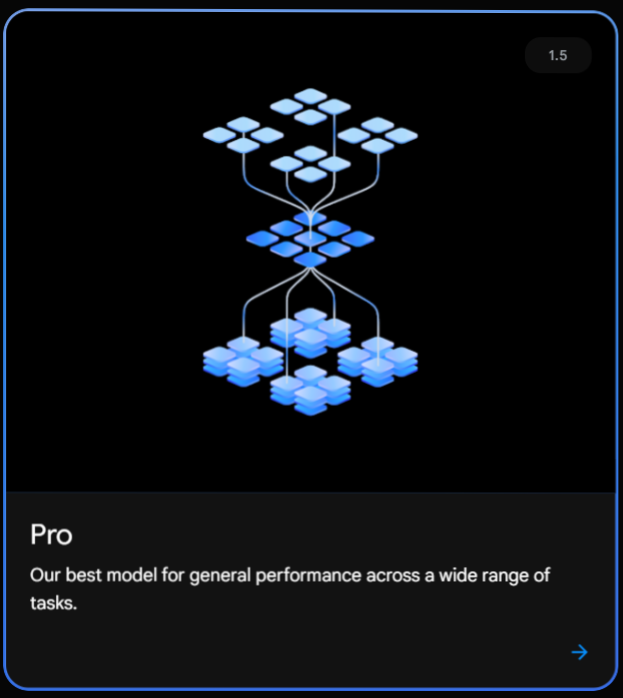 1.5
Pro
Our best model for general performance across a wide range of
tasks.